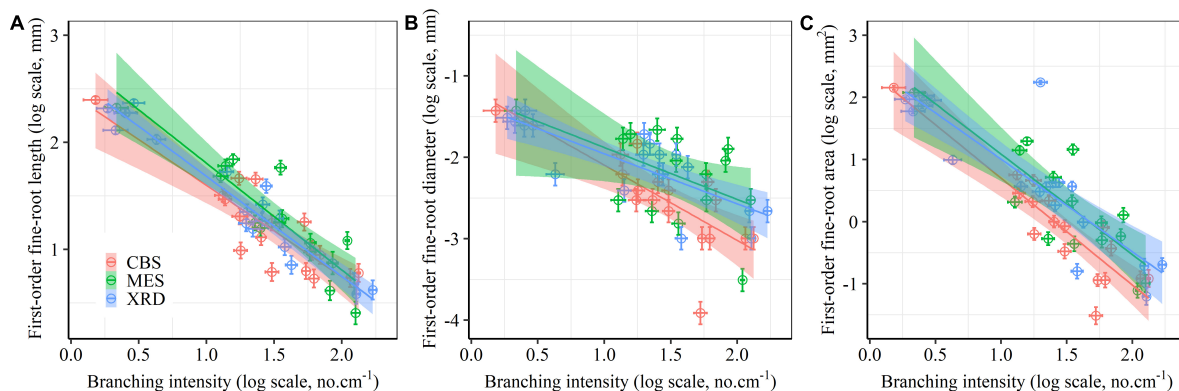 A
First-order fine-root length (log scale, mm)
3
2
1
CBS
MES
XRD
0.0 0.5 1.0 1.5 2.0
Branching intensity (log scale, no.cm⁻¹)
B
First-order fine-root diameter (log scale, mm)
-1
-2
-3
-4
0.0 0.5 1.0 1.5 2.0
Branching intensity (log scale, no.cm⁻¹)
C
First-order fine-root area (log scale, mm²)
3
2
1
0
-1
0.0 0.5 1.0 1.5 2.0
Branching intensity (log scale, no.cm⁻¹)